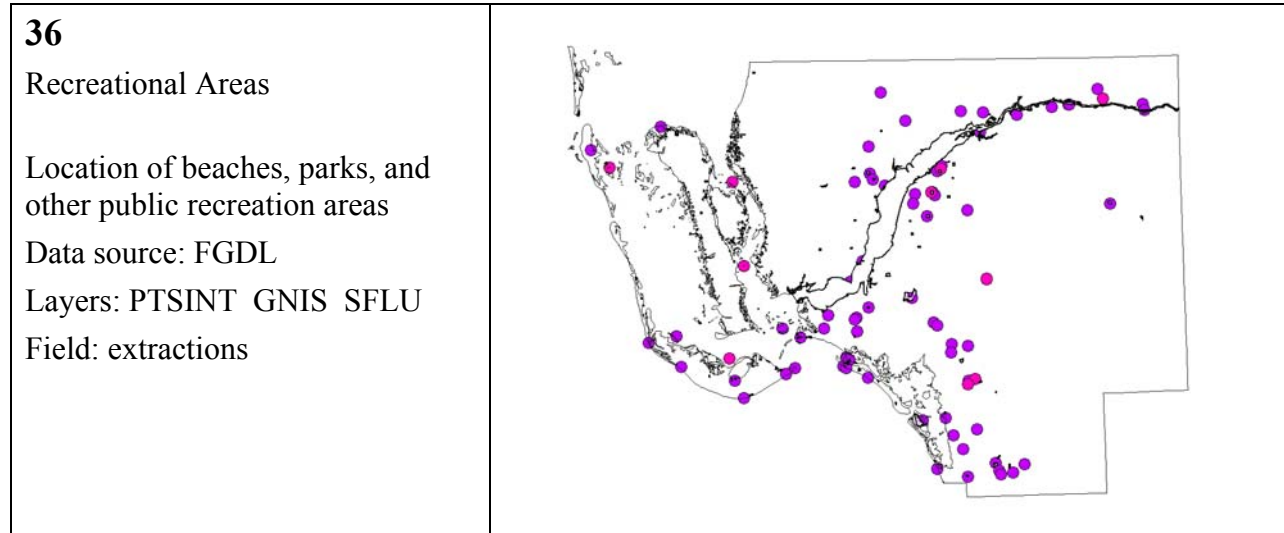 36
Recreational Areas
Location of beaches, parks, and
other public recreation areas
Data source: FGDL
Layers: PTSINT GNIS SFLU
Field: extractions